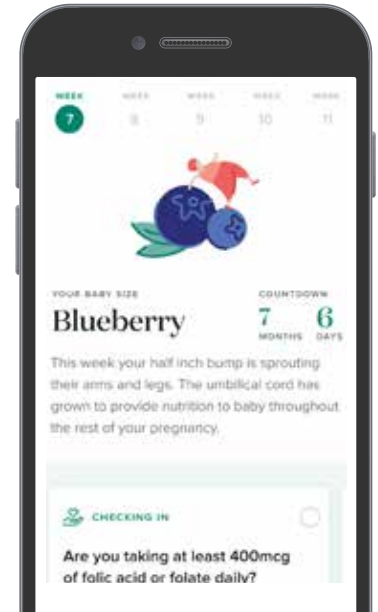 WEEK WEEK WEEK WEEK WEEK
7 8 9 10 11
YOUR BABY SIZE
Blueberry
COUNTDOWN
7 6
MONTHS DAYS
This week your half inch bump is sprouting
their arms and legs. The umbilical cord has
grown to provide nutrition to baby throughout
the rest of your pregnancy.
CHECKING IN
Are you taking at least 400mcg
of folic acid or folate daily?